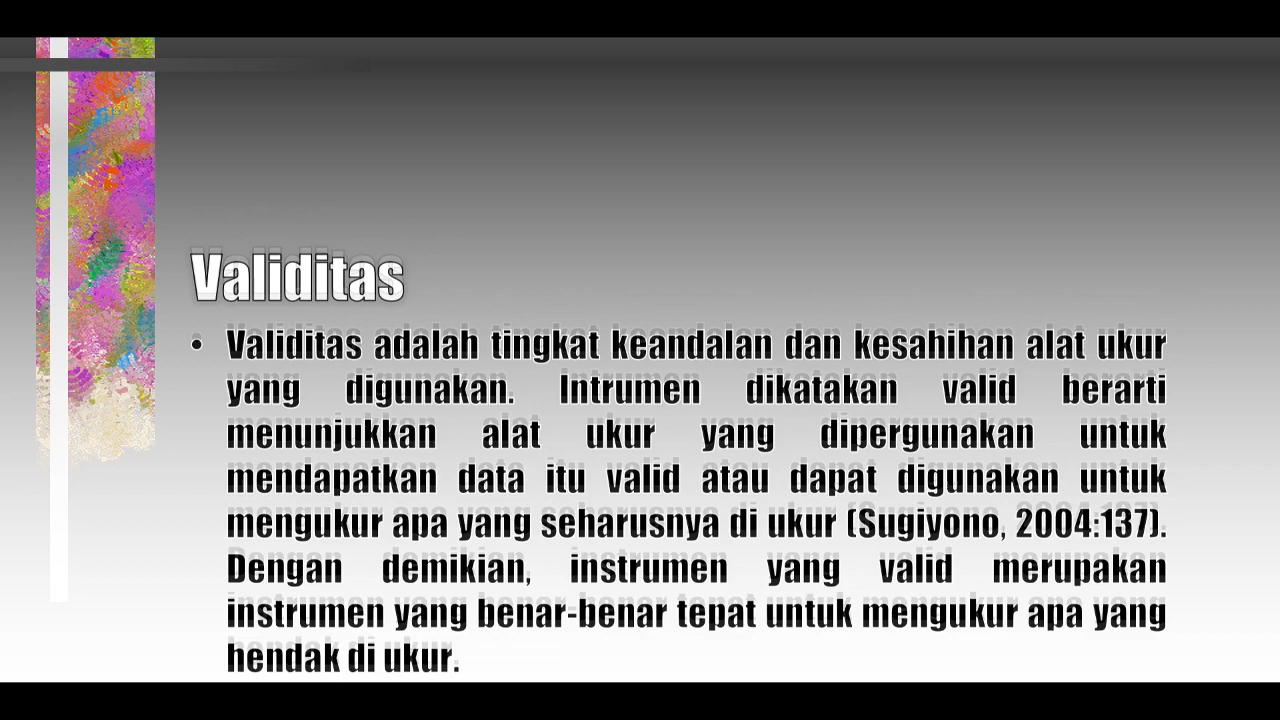 Validitas
• Validitas adalah tingkat keandalan dan kesahihan alat ukur
yang digunakan. Intrumen dikatakan valid berarti
menunjukkan alat ukur yang dipergunakan untuk
mendapatkan data itu valid atau dapat digunakan untuk
mengukur apa yang seharusnya di ukur (Sugiyono, 2004:137).
Dengan demikian, instrumen yang valid merupakan
instrumen yang benar-benar tepat untuk mengukur apa yang
hendak di ukur.